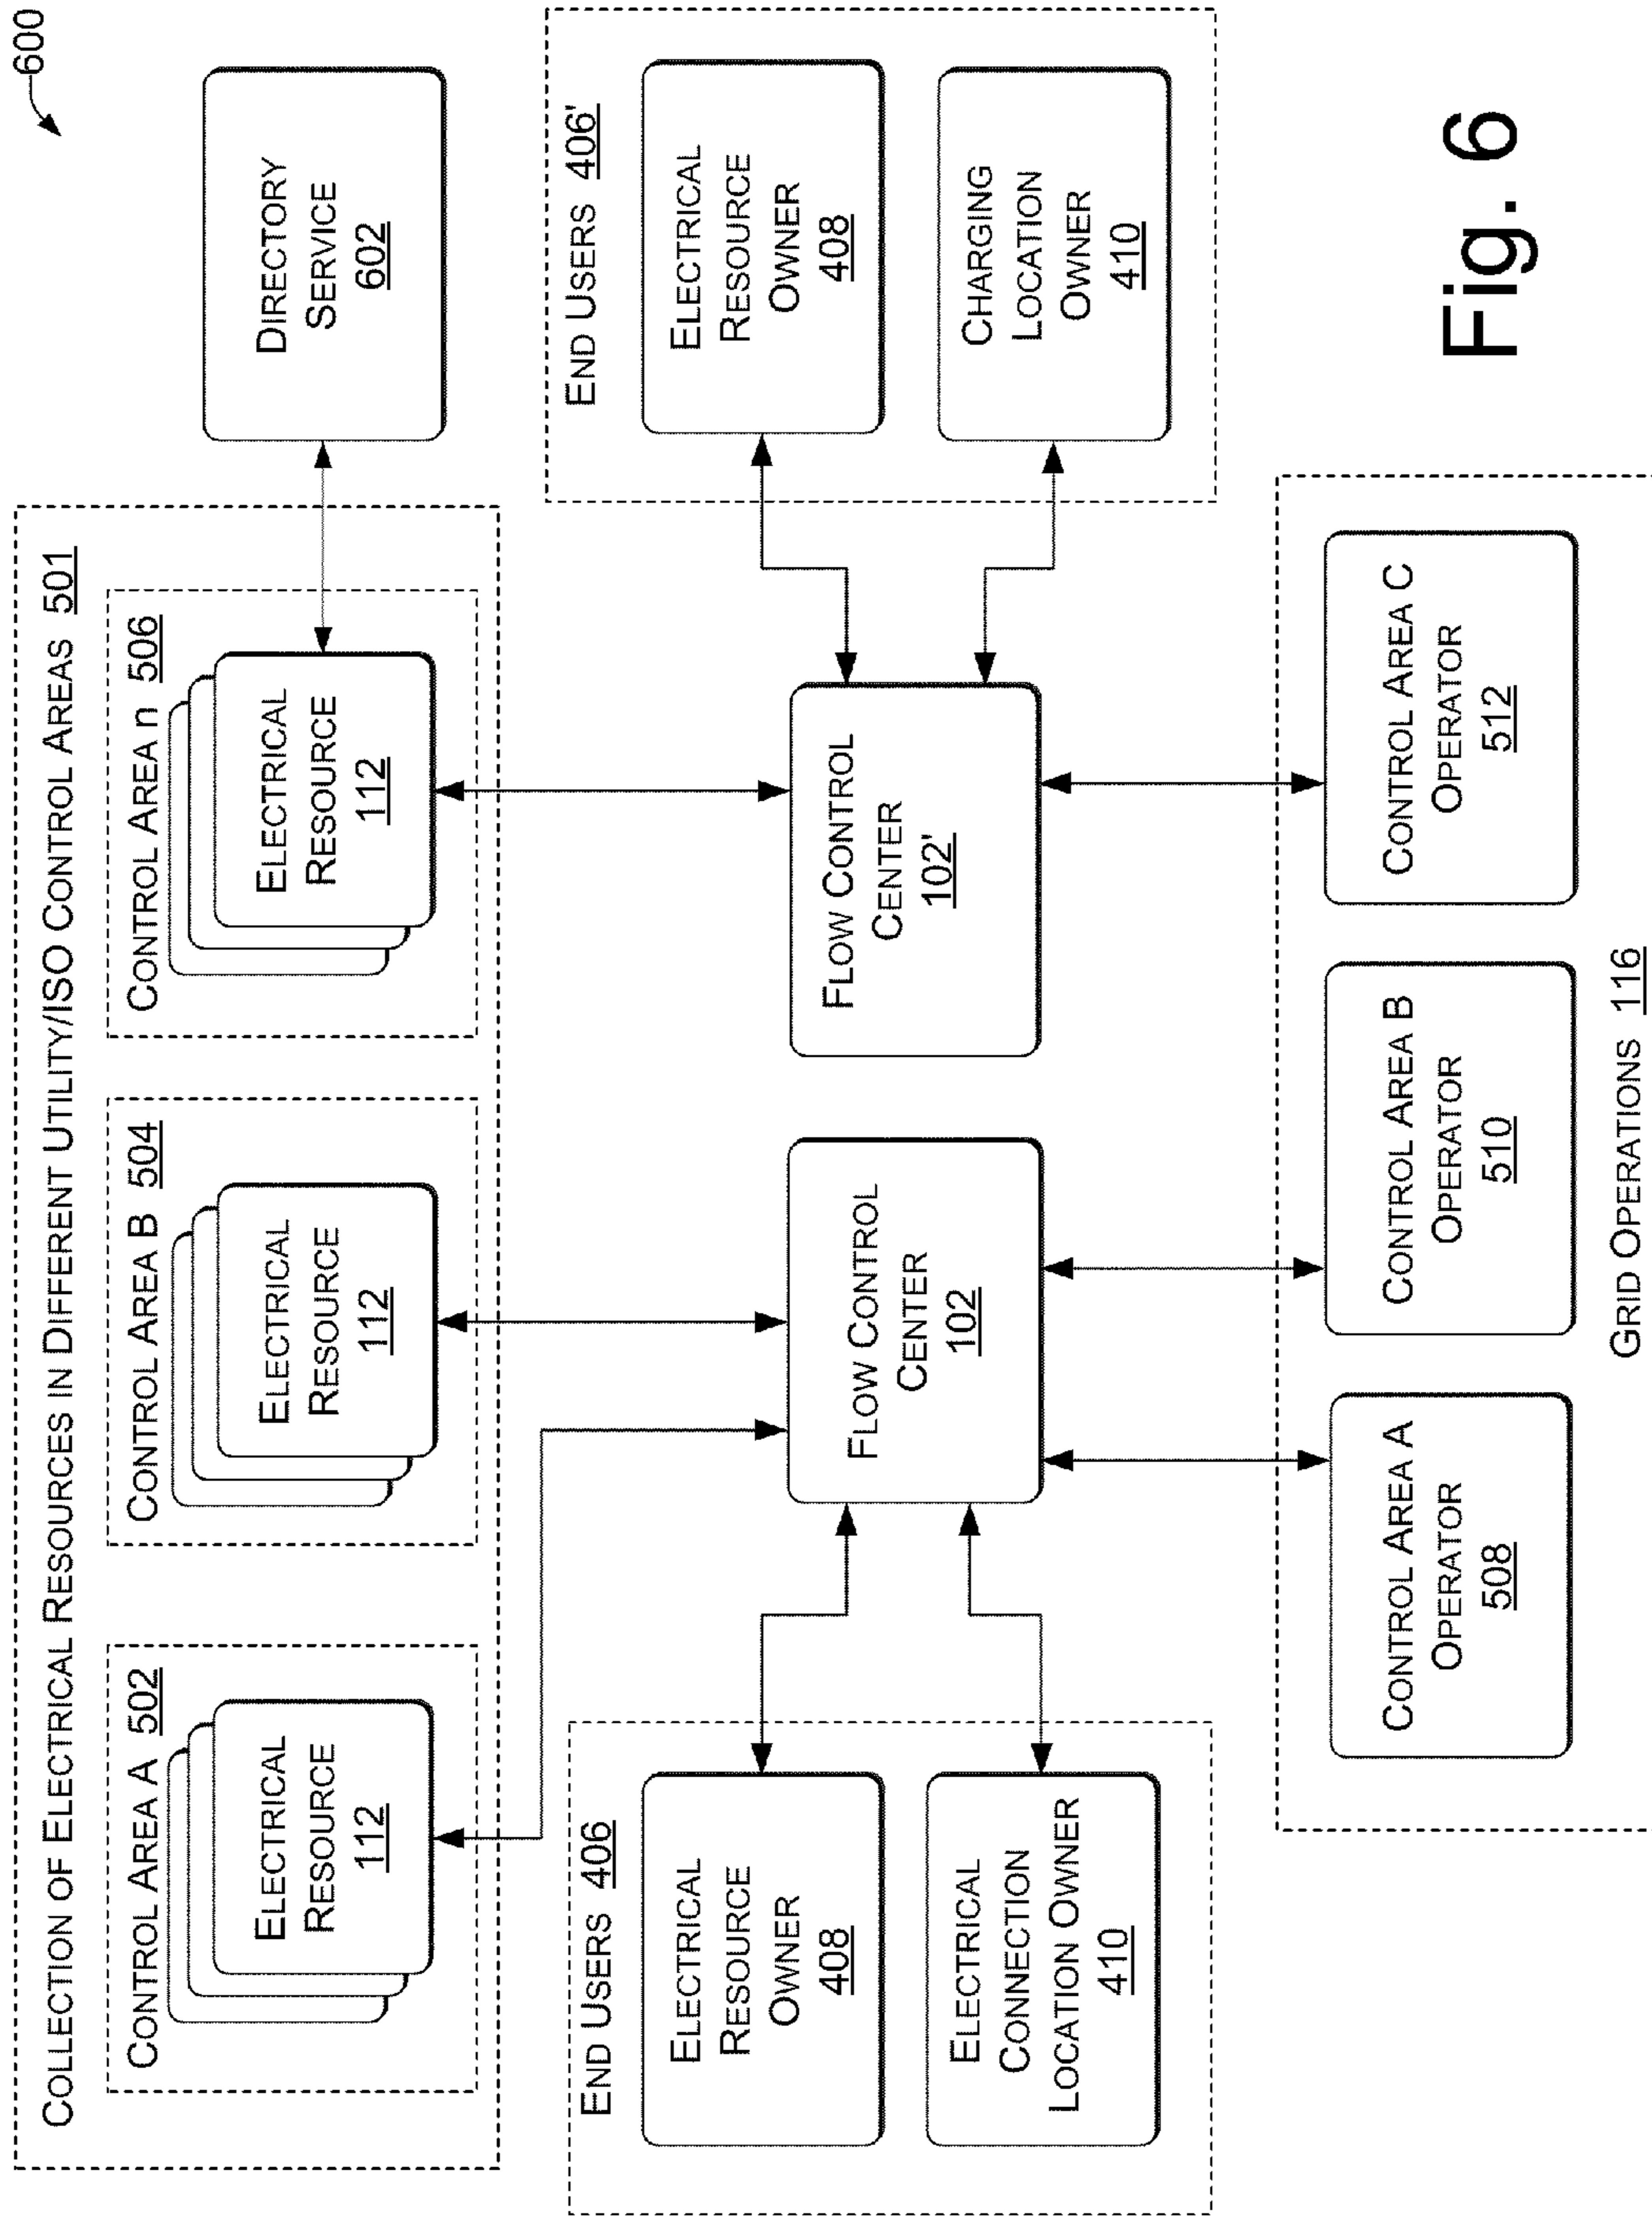 600
COLLECTION OF ELECTRICAL RESOURCES IN DIFFERENT UTILITY/ISO CONTROL AREAS 501
CONTROL AREA A 502
ELECTRICAL
RESOURCE
112
CONTROL AREA B 504
ELECTRICAL
RESOURCE
112
CONTROL AREA n 506
ELECTRICAL
RESOURCE
112
DIRECTORY
SERVICE
602
END USERS 406
ELECTRICAL
RESOURCE
OWNER
408
ELECTRICAL
CONNECTION
LOCATION OWNER
410
FLOW CONTROL
CENTER
102
FLOW CONTROL
CENTER
102'
END USERS 406'
ELECTRICAL
RESOURCE
OWNER
408
CHARGING
LOCATION
OWNER
410
CONTROL AREA A
OPERATOR
508
CONTROL AREA B
OPERATOR
510
CONTROL AREA C
OPERATOR
512
GRID OPERATIONS 116
Fig. 6